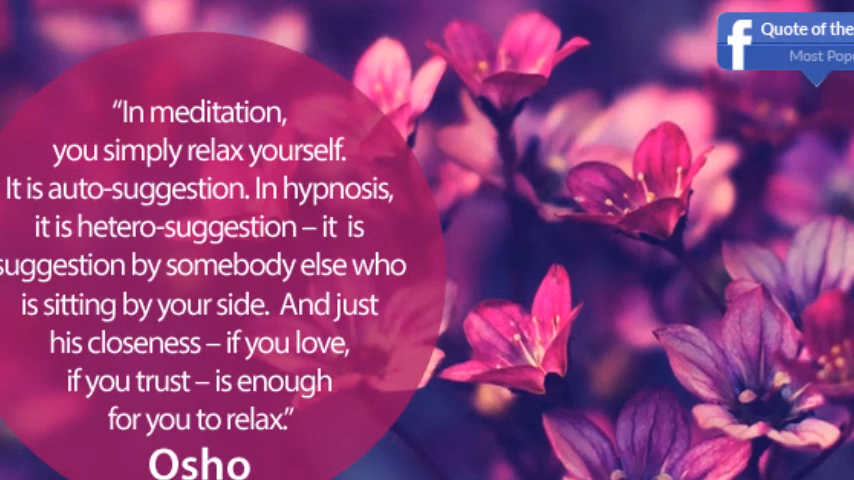 “In meditation,
you simply relax yourself.
It is auto-suggestion. In hypnosis,
it is hetero-suggestion – it is
suggestion by somebody else who
is sitting by your side. And just
his closeness – if you love,
if you trust – is enough
for you to relax.”
Osho
Quote of the
Most